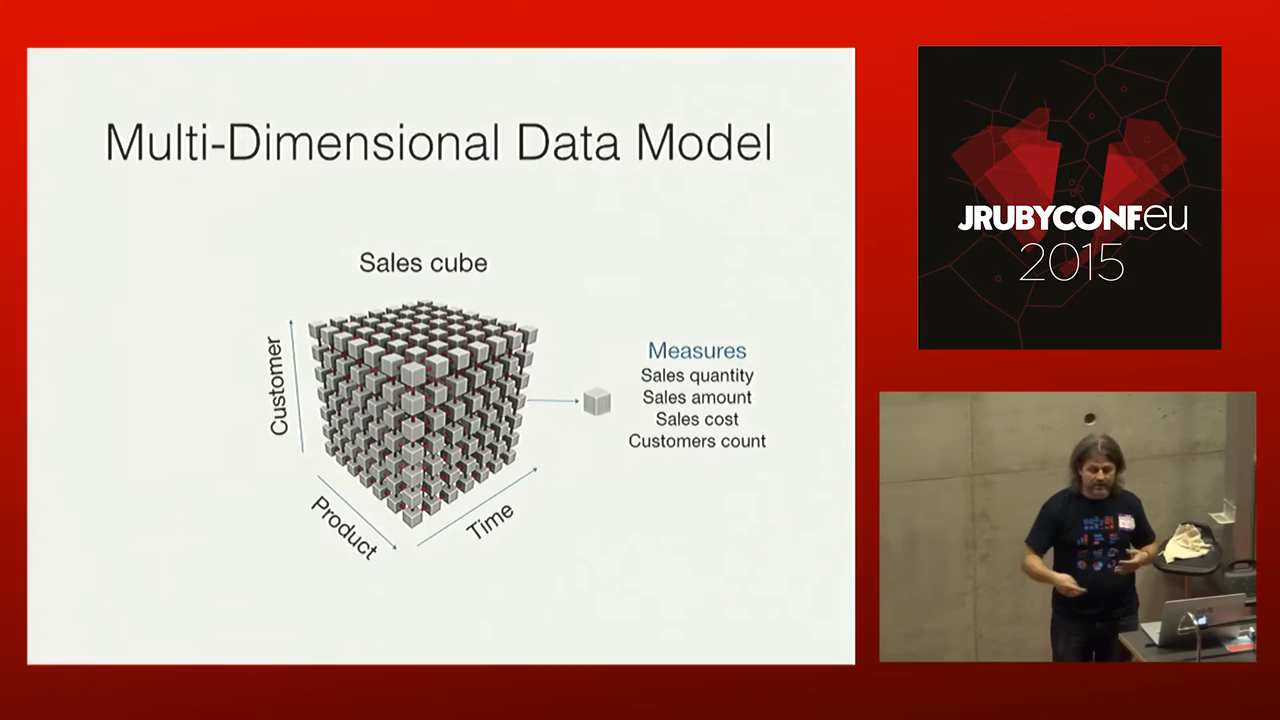 Multi-Dimensional Data Model
Sales cube
Customer
Product
Time
Measures
Sales quantity
Sales amount
Sales cost
Customers count
JRUBYCONF.eu
2015